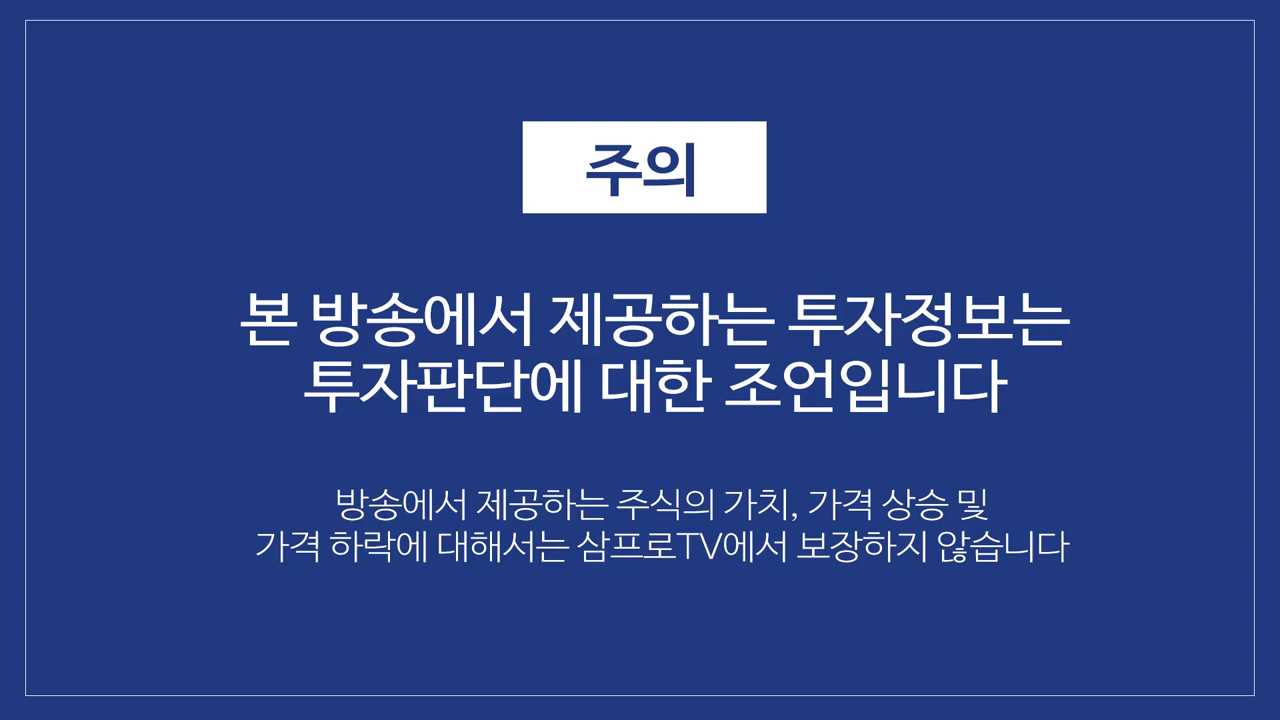 주의
본 방송에서 제공하는 투자정보는
투자판단에 대한 조언입니다
방송에서 제공하는 주식의 가치, 가격 상승 및
가격 하락에 대해서는 삼프로TV에서 보장하지 않습니다